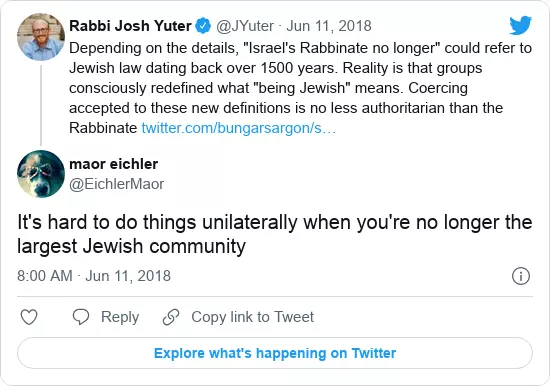 Rabbi Josh Yuter @JYuter · Jun 11, 2018
Depending on the details, "Israel's Rabbinate no longer" could refer to
Jewish law dating back over 1500 years. Reality is that groups
consciously redefined what "being Jewish" means. Coercing
accepted to these new definitions is no less authoritarian than the
Rabbinate twitter.com/bungarsargon/s…
maor eichler
@EichlerMaor
It's hard to do things unilaterally when you're no longer the
largest Jewish community
8:00 AM · Jun 11, 2018
Reply Copy link to Tweet
Explore what's happening on Twitter